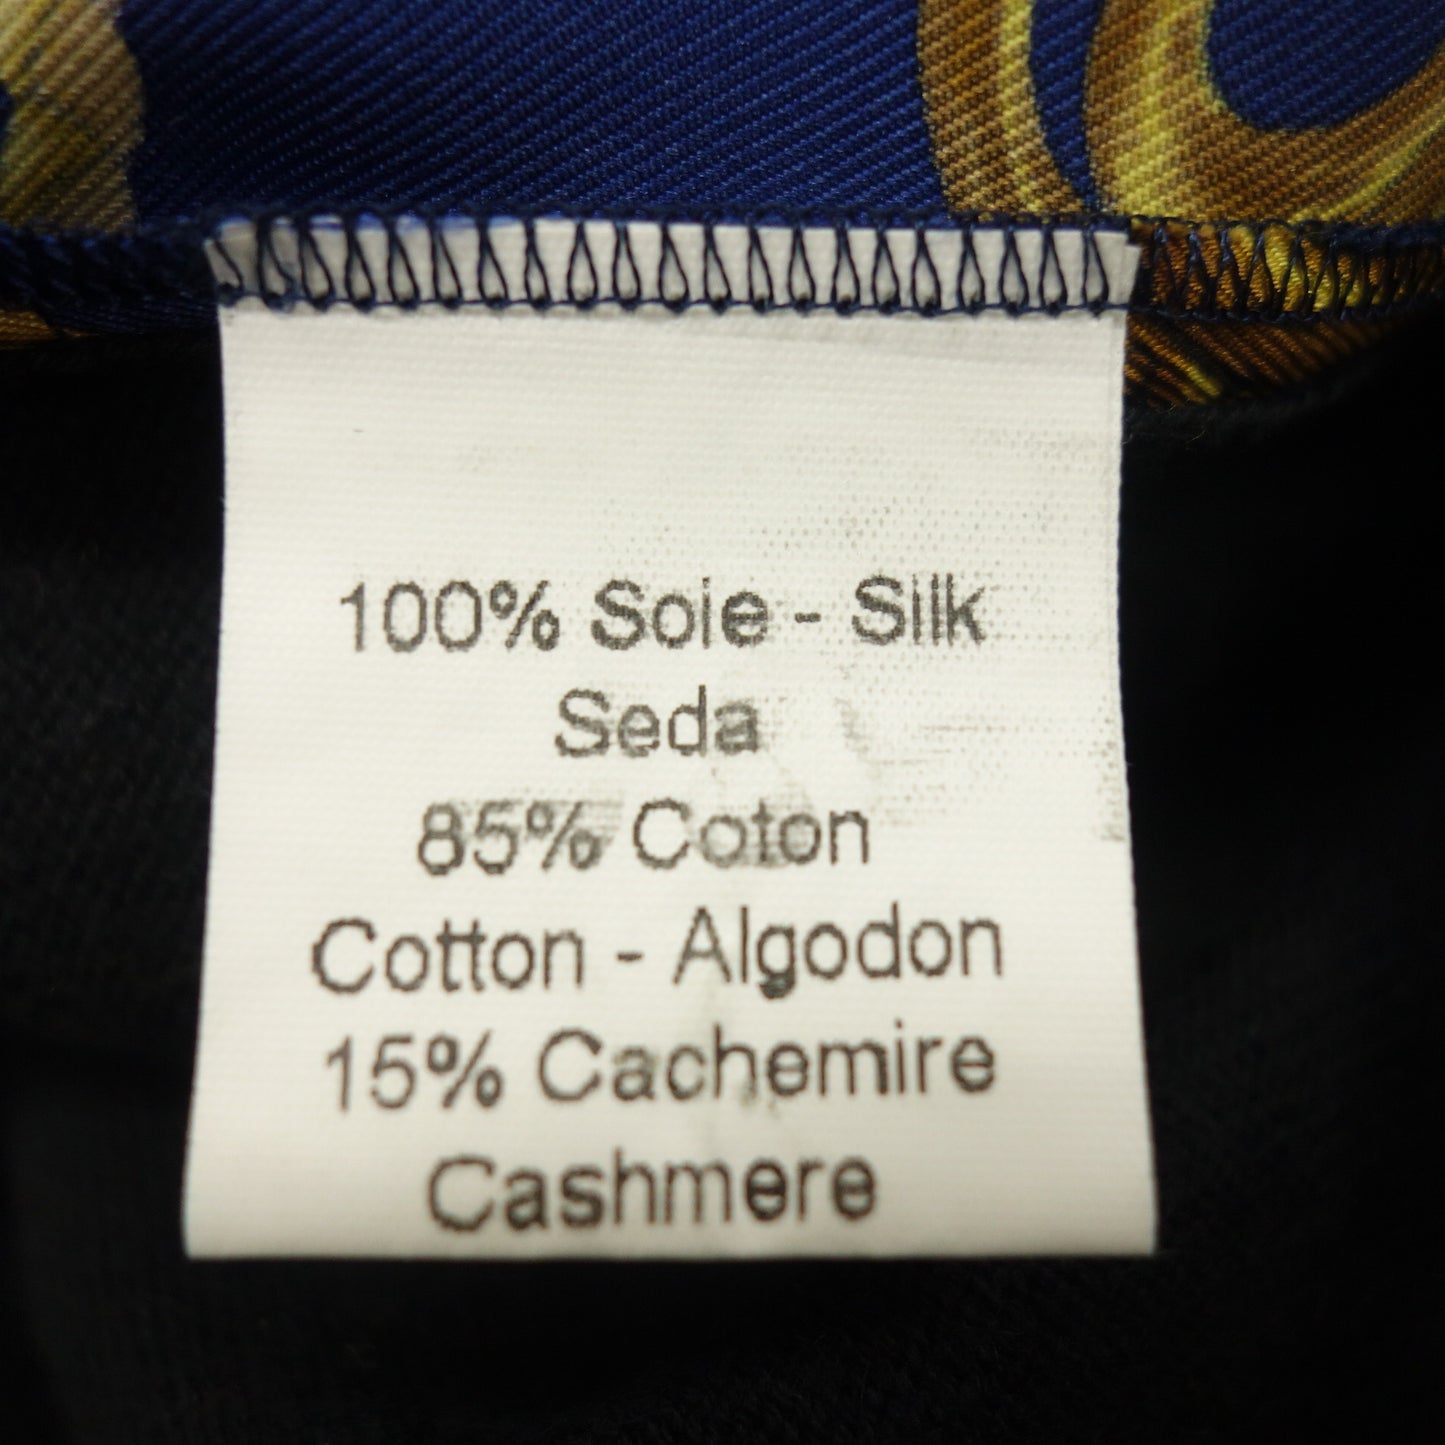 100% Soie - Silk
Seda
85% Coton
Cotton - Algodon
15% Cachemire
Cashmere